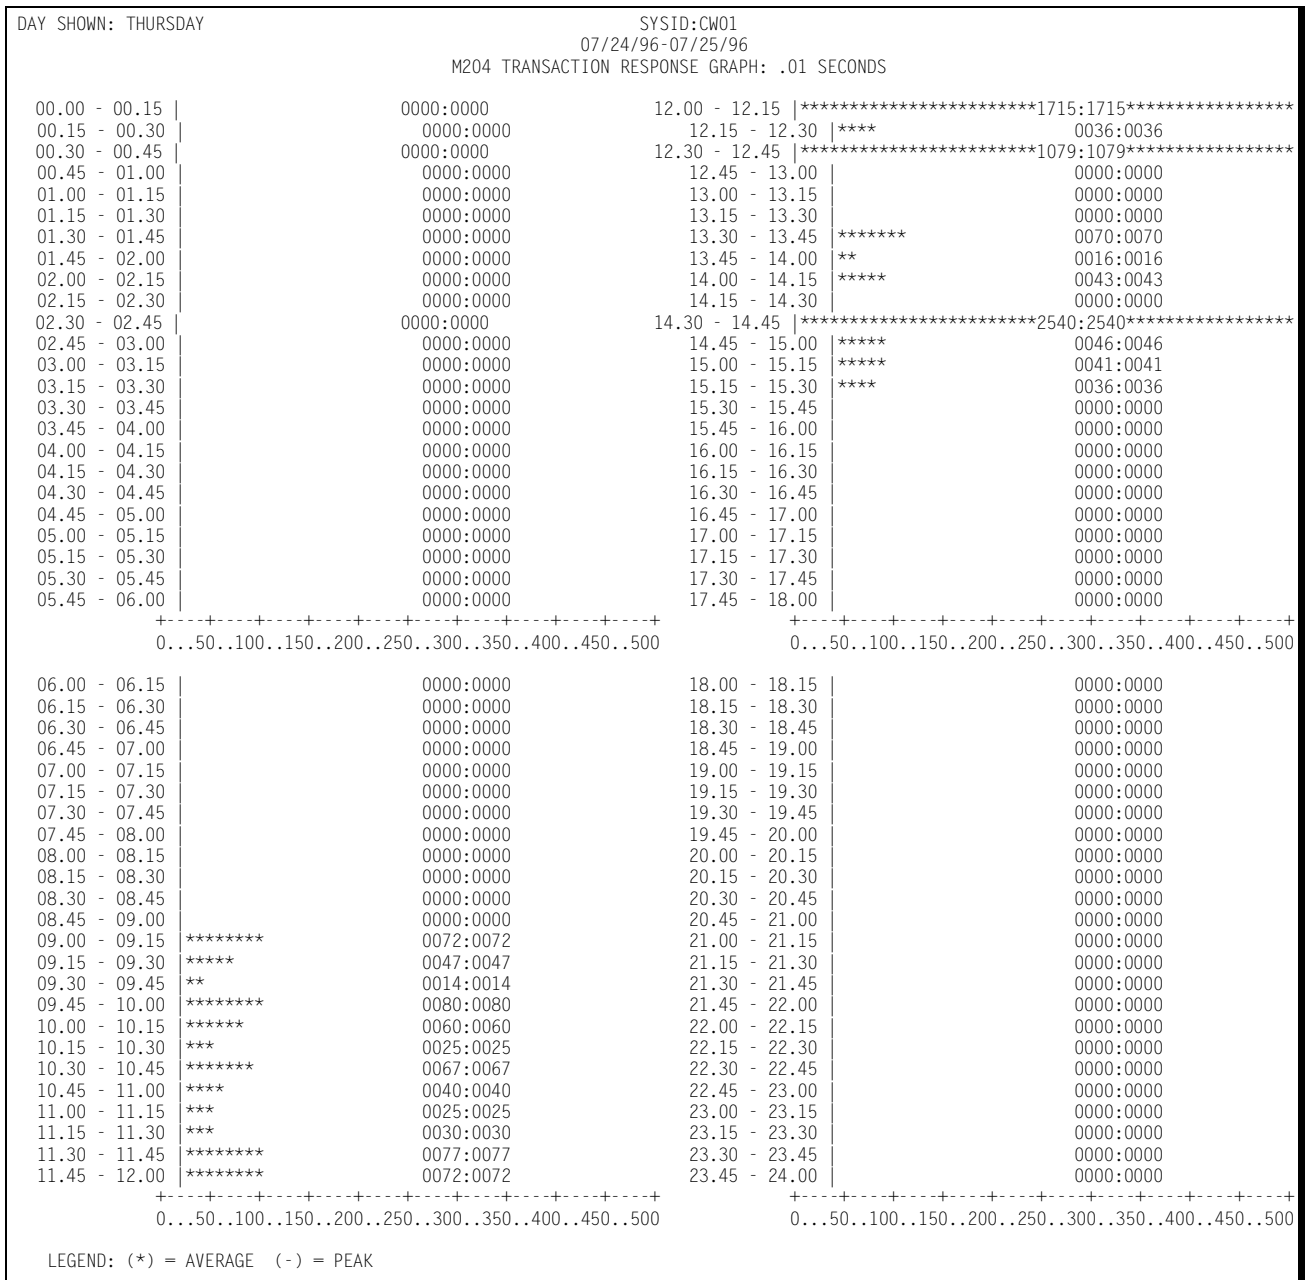 DAY SHOWN: THURSDAY SYSID:CW01
07/24/96-07/25/96
M204 TRANSACTION RESPONSE GRAPH: .01 SECONDS
00.00 - 00.15 | 0000:0000 12.00 - 12.15 |************************1715:1715*****************
00.15 - 00.30 | 0000:0000 12.15 - 12.30 |**** 0036:0036
00.30 - 00.45 | 0000:0000 12.30 - 12.45 |************************1079:1079*****************
00.45 - 01.00 | 0000:0000 12.45 - 13.00 | 0000:0000
01.00 - 01.15 | 0000:0000 13.00 - 13.15 | 0000:0000
01.15 - 01.30 | 0000:0000 13.15 - 13.30 | 0000:0000
01.30 - 01.45 | 0000:0000 13.30 - 13.45 |******* 0070:0070
01.45 - 02.00 | 0000:0000 13.45 - 14.00 |** 0016:0016
02.00 - 02.15 | 0000:0000 14.00 - 14.15 |***** 0043:0043
02.15 - 02.30 | 0000:0000 14.15 - 14.30 | 0000:0000
02.30 - 02.45 | 0000:0000 14.30 - 14.45 |************************2540:2540*****************
02.45 - 03.00 | 0000:0000 14.45 - 15.00 |***** 0046:0046
03.00 - 03.15 | 0000:0000 15.00 - 15.15 |***** 0041:0041
03.15 - 03.30 | 0000:0000 15.15 - 15.30 |**** 0036:0036
03.30 - 03.45 | 0000:0000 15.30 - 15.45 | 0000:0000
03.45 - 04.00 | 0000:0000 15.45 - 16.00 | 0000:0000
04.00 - 04.15 | 0000:0000 16.00 - 16.15 | 0000:0000
04.15 - 04.30 | 0000:0000 16.15 - 16.30 | 0000:0000
04.30 - 04.45 | 0000:0000 16.30 - 16.45 | 0000:0000
04.45 - 05.00 | 0000:0000 16.45 - 17.00 | 0000:0000
05.00 - 05.15 | 0000:0000 17.00 - 17.15 | 0000:0000
05.15 - 05.30 | 0000:0000 17.15 - 17.30 | 0000:0000
05.30 - 05.45 | 0000:0000 17.30 - 17.45 | 0000:0000
05.45 - 06.00 | 0000:0000 17.45 - 18.00 | 0000:0000
+----+----+----+----+----+----+----+----+----+----+ +----+----+----+----+----+----+----+----+----+----+
0...50..100..150..200..250..300..350..400..450..500 0...50..100..150..200..250..300..350..400..450..500
06.00 - 06.15 | 0000:0000 18.00 - 18.15 | 0000:0000
06.15 - 06.30 | 0000:0000 18.15 - 18.30 | 0000:0000
06.30 - 06.45 | 0000:0000 18.30 - 18.45 | 0000:0000
06.45 - 07.00 | 0000:0000 18.45 - 19.00 | 0000:0000
07.00 - 07.15 | 0000:0000 19.00 - 19.15 | 0000:0000
07.15 - 07.30 | 0000:0000 19.15 - 19.30 | 0000:0000
07.30 - 07.45 | 0000:0000 19.30 - 19.45 | 0000:0000
07.45 - 08.00 | 0000:0000 19.45 - 20.00 | 0000:0000
08.00 - 08.15 | 0000:0000 20.00 - 20.15 | 0000:0000
08.15 - 08.30 | 0000:0000 20.15 - 20.30 | 0000:0000
08.30 - 08.45 | 0000:0000 20.30 - 20.45 | 0000:0000
08.45 - 09.00 | 0000:0000 20.45 - 21.00 | 0000:0000
09.00 - 09.15 |******** 0072:0072 21.00 - 21.15 | 0000:0000
09.15 - 09.30 |***** 0047:0047 21.15 - 21.30 | 0000:0000
09.30 - 09.45 |** 0014:0014 21.30 - 21.45 | 0000:0000
09.45 - 10.00 |******** 0080:0080 21.45 - 22.00 | 0000:0000
10.00 - 10.15 |****** 0060:0060 22.00 - 22.15 | 0000:0000
10.15 - 10.30 |*** 0025:0025 22.15 - 22.30 | 0000:0000
10.30 - 10.45 |******* 0067:0067 22.30 - 22.45 | 0000:0000
10.45 - 11.00 |**** 0040:0040 22.45 - 23.00 | 0000:0000
11.00 - 11.15 |*** 0025:0025 23.00 - 23.15 | 0000:0000
11.15 - 11.30 |*** 0030:0030 23.15 - 23.30 | 0000:0000
11.30 - 11.45 |******** 0077:0077 23.30 - 23.45 | 0000:0000
11.45 - 12.00 |******** 0072:0072 23.45 - 24.00 | 0000:0000
+----+----+----+----+----+----+----+----+----+----+ +----+----+----+----+----+----+----+----+----+----+
0...50..100..150..200..250..300..350..400..450..500 0...50..100..150..200..250..300..350..400..450..500
LEGEND: (*) = AVERAGE (-) = PEAK